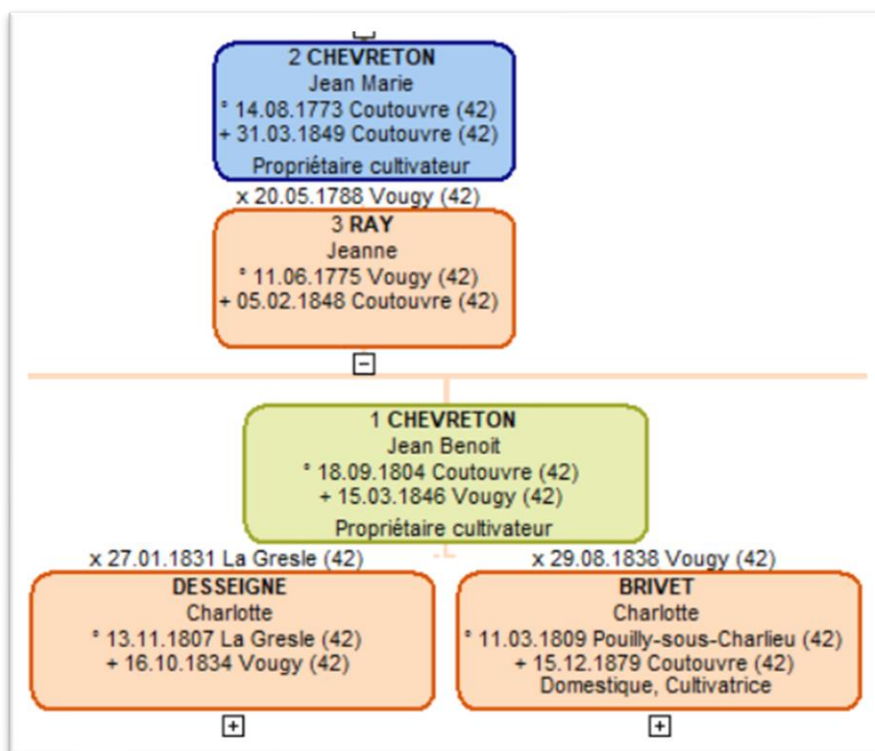 2 CHEVRETON
Jean Marie
° 14.08.1773 Coutouvre (42)
+ 31.03.1849 Coutouvre (42)
Propriétaire cultivateur
x 20.05.1788 Vougy (42)
3 RAY
Jeanne
° 11.06.1775 Vougy (42)
+ 05.02.1848 Coutouvre (42)
1 CHEVRETON
Jean Benoit
° 18.09.1804 Coutouvre (42)
+ 15.03.1846 Vougy (42)
Propriétaire cultivateur
x 27.01.1831 La Gresle (42)
DESSEIGNE
Charlotte
° 13.11.1807 La Gresle (42)
+ 16.10.1834 Vougy (42)
x 29.08.1838 Vougy (42)
BRIVET
Charlotte
° 11.03.1809 Pouilly-sous-Charlieu (42)
+ 15.12.1879 Coutouvre (42)
Domestique, Cultivatrice